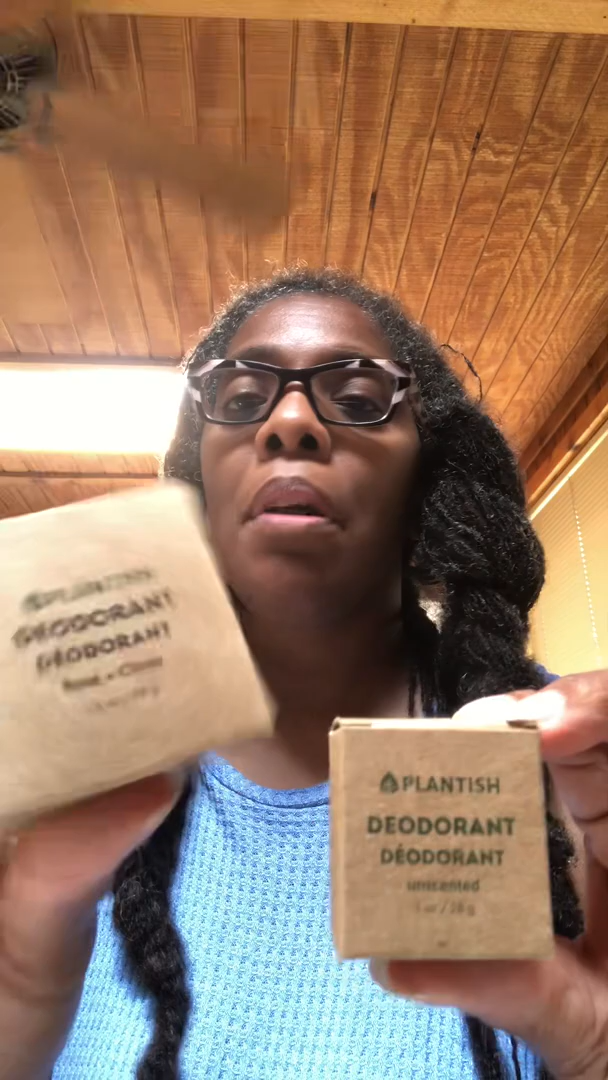 PLANTISH
DEODORANT
DÉODORANT
PLANTISH
DEODORANT
DÉODORANT
unscented
1 oz / 28 g